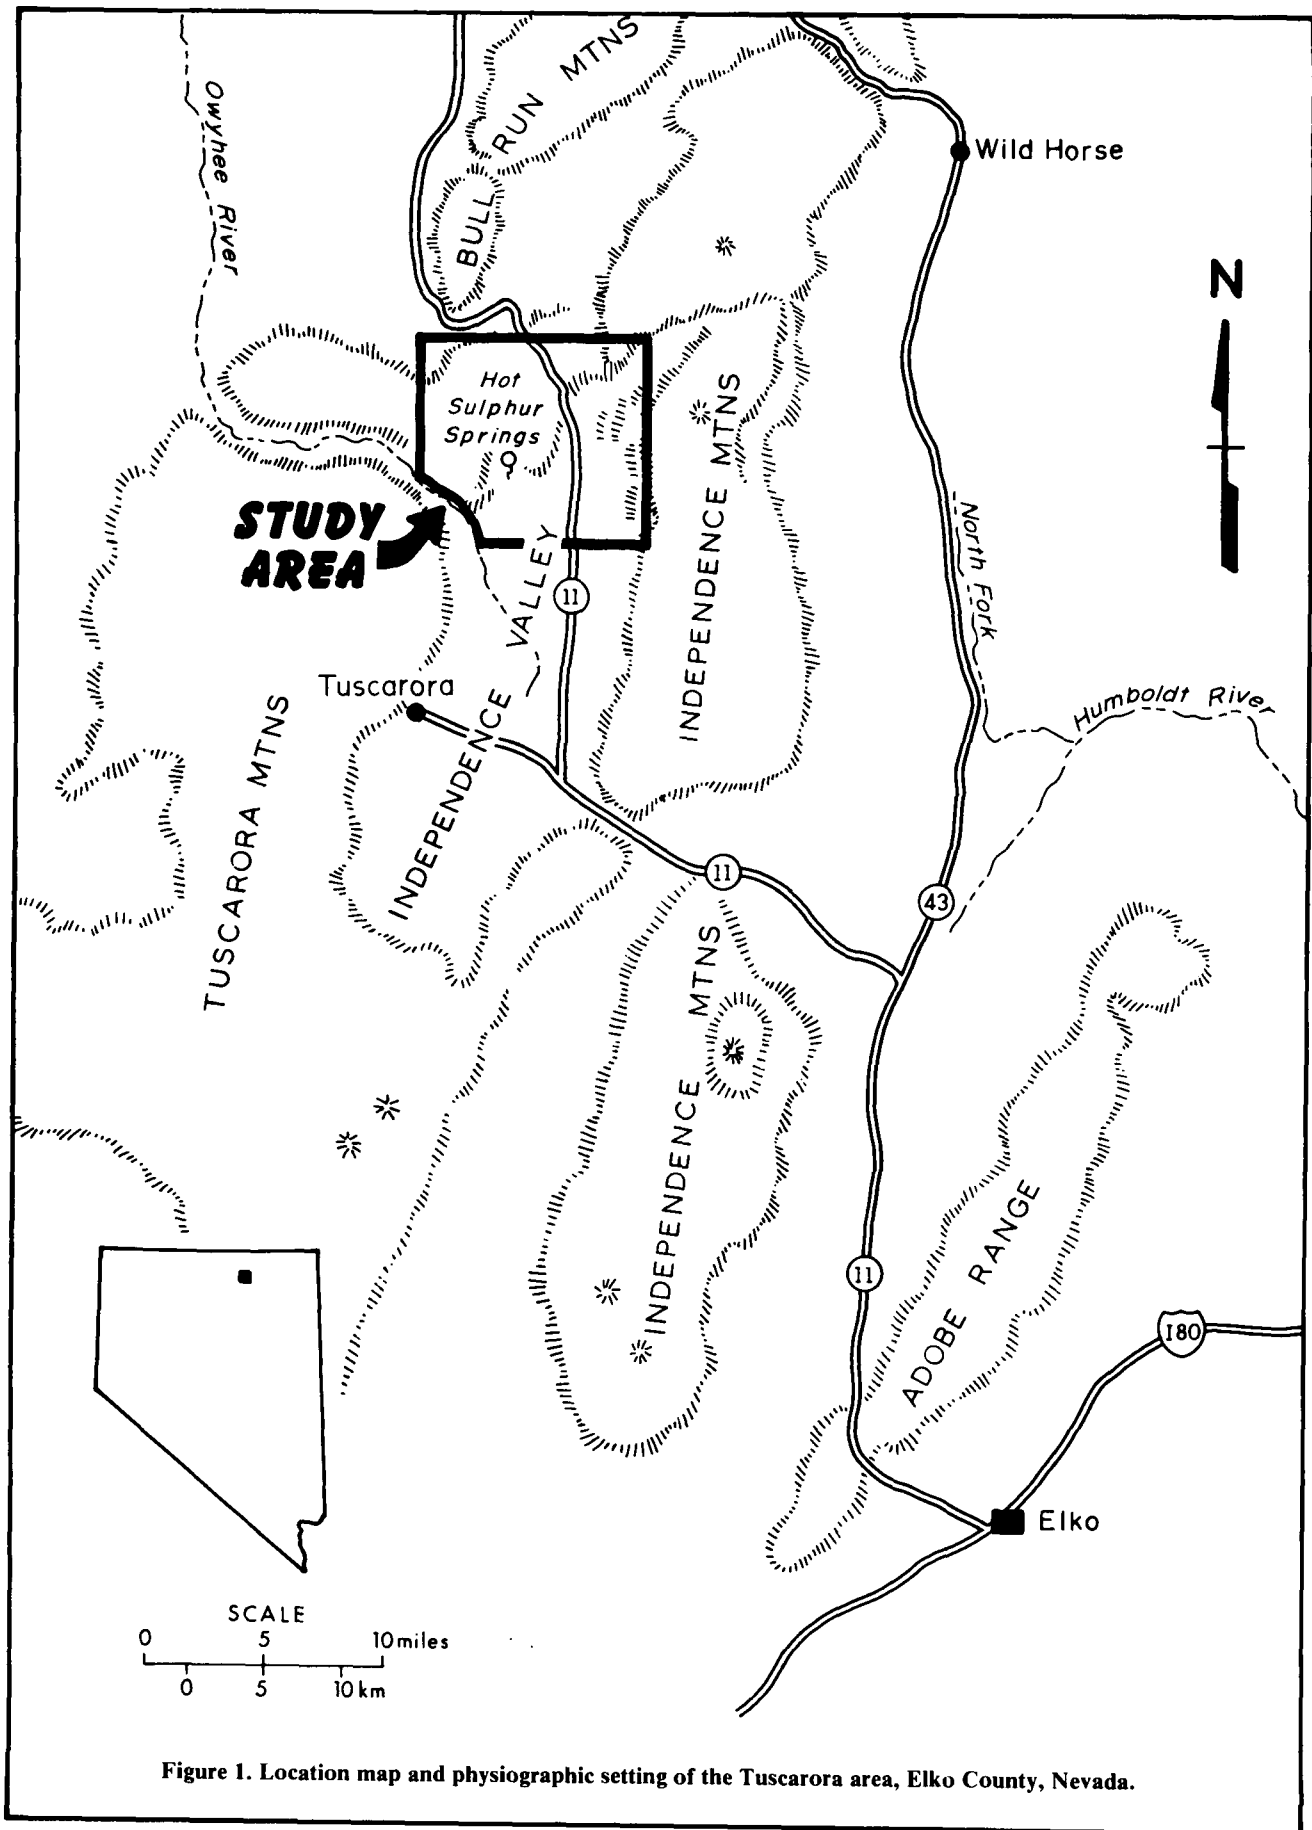 Owyhee River
BULL RUN MTNS
Wild Horse
N
Hot
Sulphur
Springs
INDEPENDENCE MTNS
STUDY
AREA
North Fork
INDEPENDENCE VALLEY
11
Tuscarora
Humboldt River
TUSCARORA MTNS
11
43
INDEPENDENCE MTNS
ADOBE RANGE
11
I80
Elko
SCALE
0 5 10 miles
0 5 10 km
Figure 1. Location map and physiographic setting of the Tuscarora area, Elko County, Nevada.